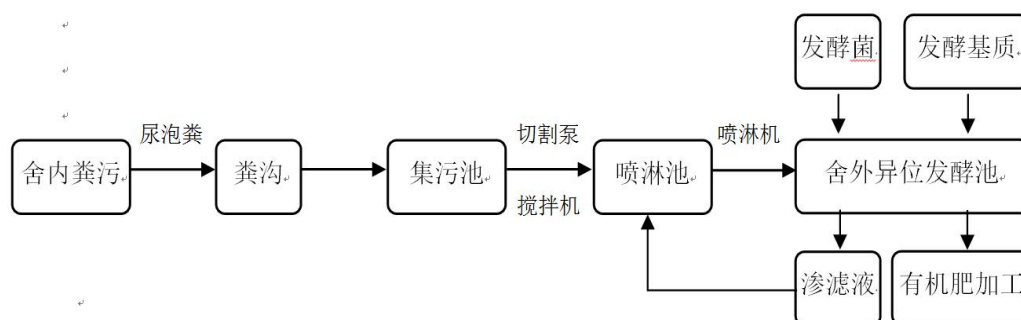 发酵菌
发酵基质
尿泡粪
切割泵
喷淋机
舍内粪污
粪沟
集污池
喷淋池
舍外异位发酵池
搅拌机
渗滤液
有机肥加工